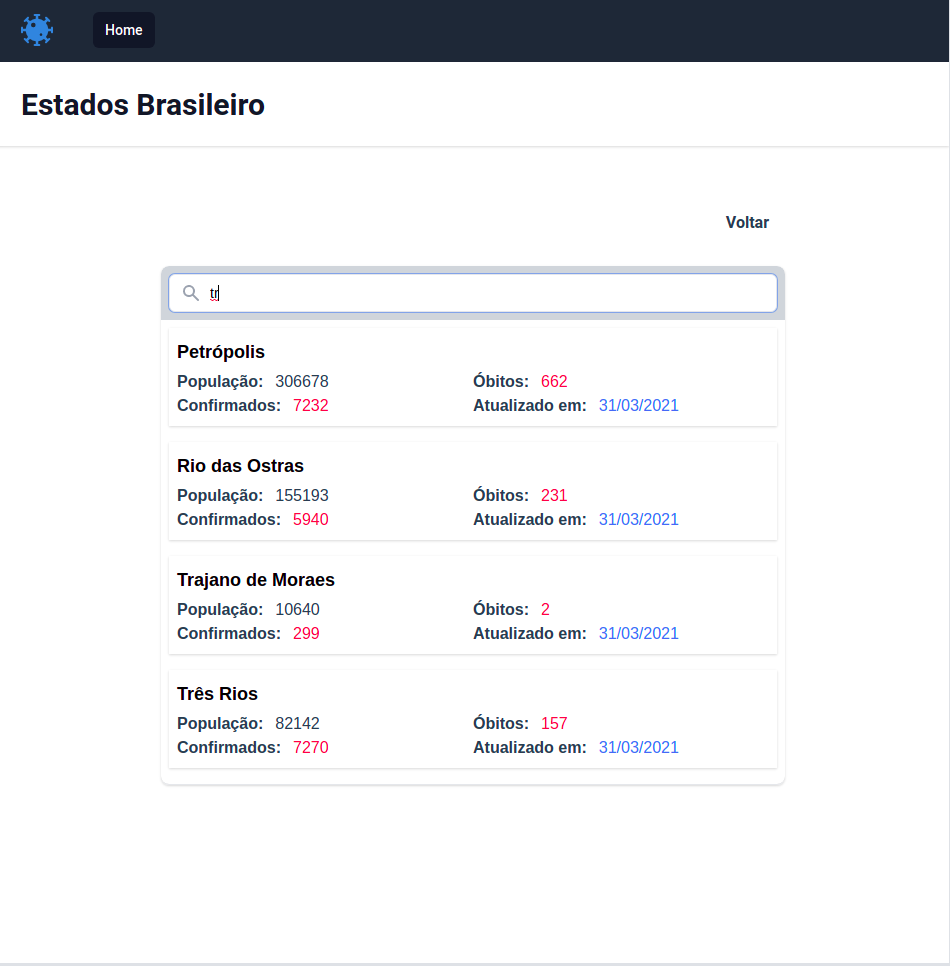 Home
Estados Brasileiro
Voltar
tr
Petrópolis
População: 306678 Óbitos: 662
Confirmados: 7232 Atualizado em: 31/03/2021
Rio das Ostras
População: 155193 Óbitos: 231
Confirmados: 5940 Atualizado em: 31/03/2021
Trajano de Moraes
População: 10640 Óbitos: 2
Confirmados: 299 Atualizado em: 31/03/2021
Três Rios
População: 82142 Óbitos: 157
Confirmados: 7270 Atualizado em: 31/03/2021